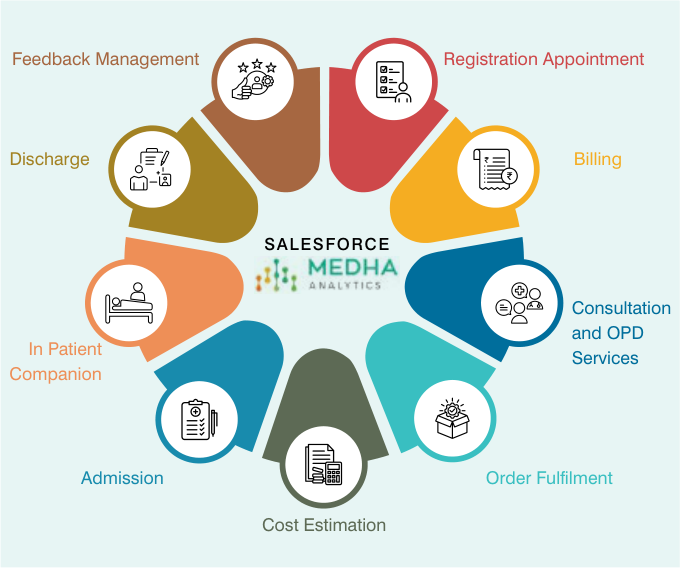 Feedback Management
Registration Appointment
Discharge
Billing
SALESFORCE
MEDHA
ANALYTICS
Consultation
and OPD
Services
In Patient
Companion
Admission
Order Fulfilment
Cost Estimation
₹
₹